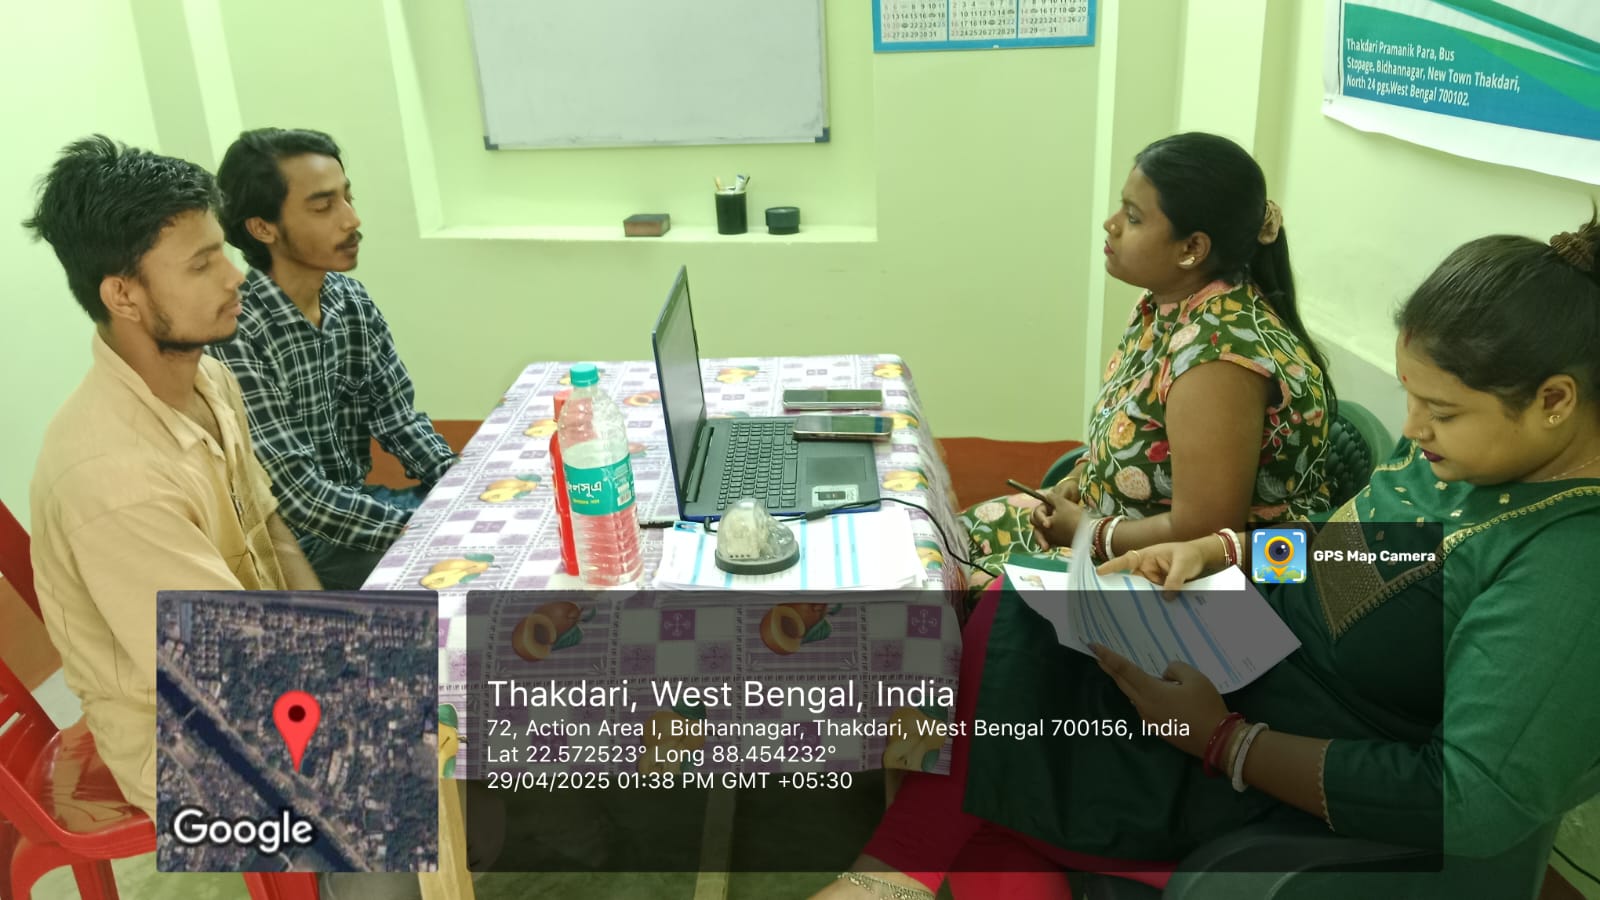 Thakdari Pramanik Para, Bus
Stopage, Bidhannagar, New Town Thakdari,
North 24 pgs,West Bengal 700102.
GPS Map Camera
Thakdari, West Bengal, India
72, Action Area I, Bidhannagar, Thakdari, West Bengal 700156, India
Lat 22.572523° Long 88.454232°
29/04/2025 01:38 PM GMT +05:30
Google